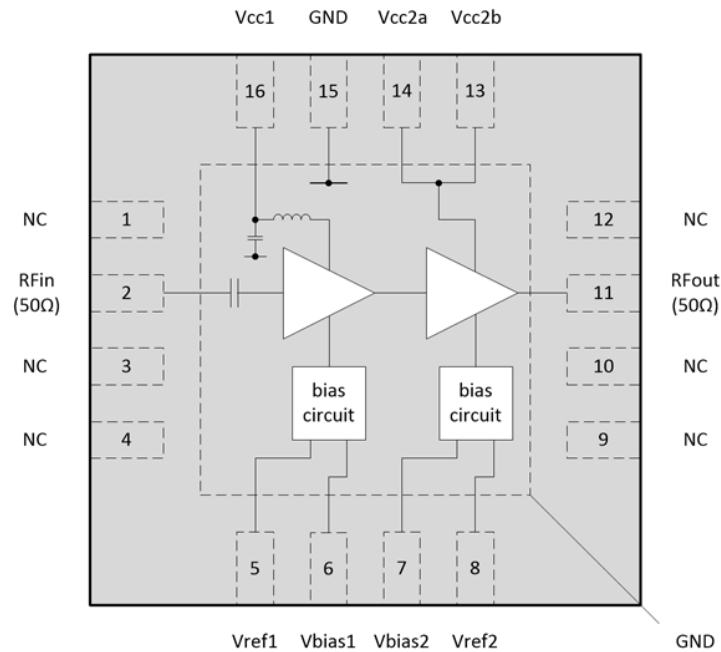 Vcc1 GND Vcc2a Vcc2b
16 15 14 13
NC 1 12 NC
RFin
(50Ω)
2 11
RFout
(50Ω)
NC 3 10 NC
bias
circuit
bias
circuit
NC 4 9 NC
5 6 7 8
Vref1 Vbias1 Vbias2 Vref2 GND